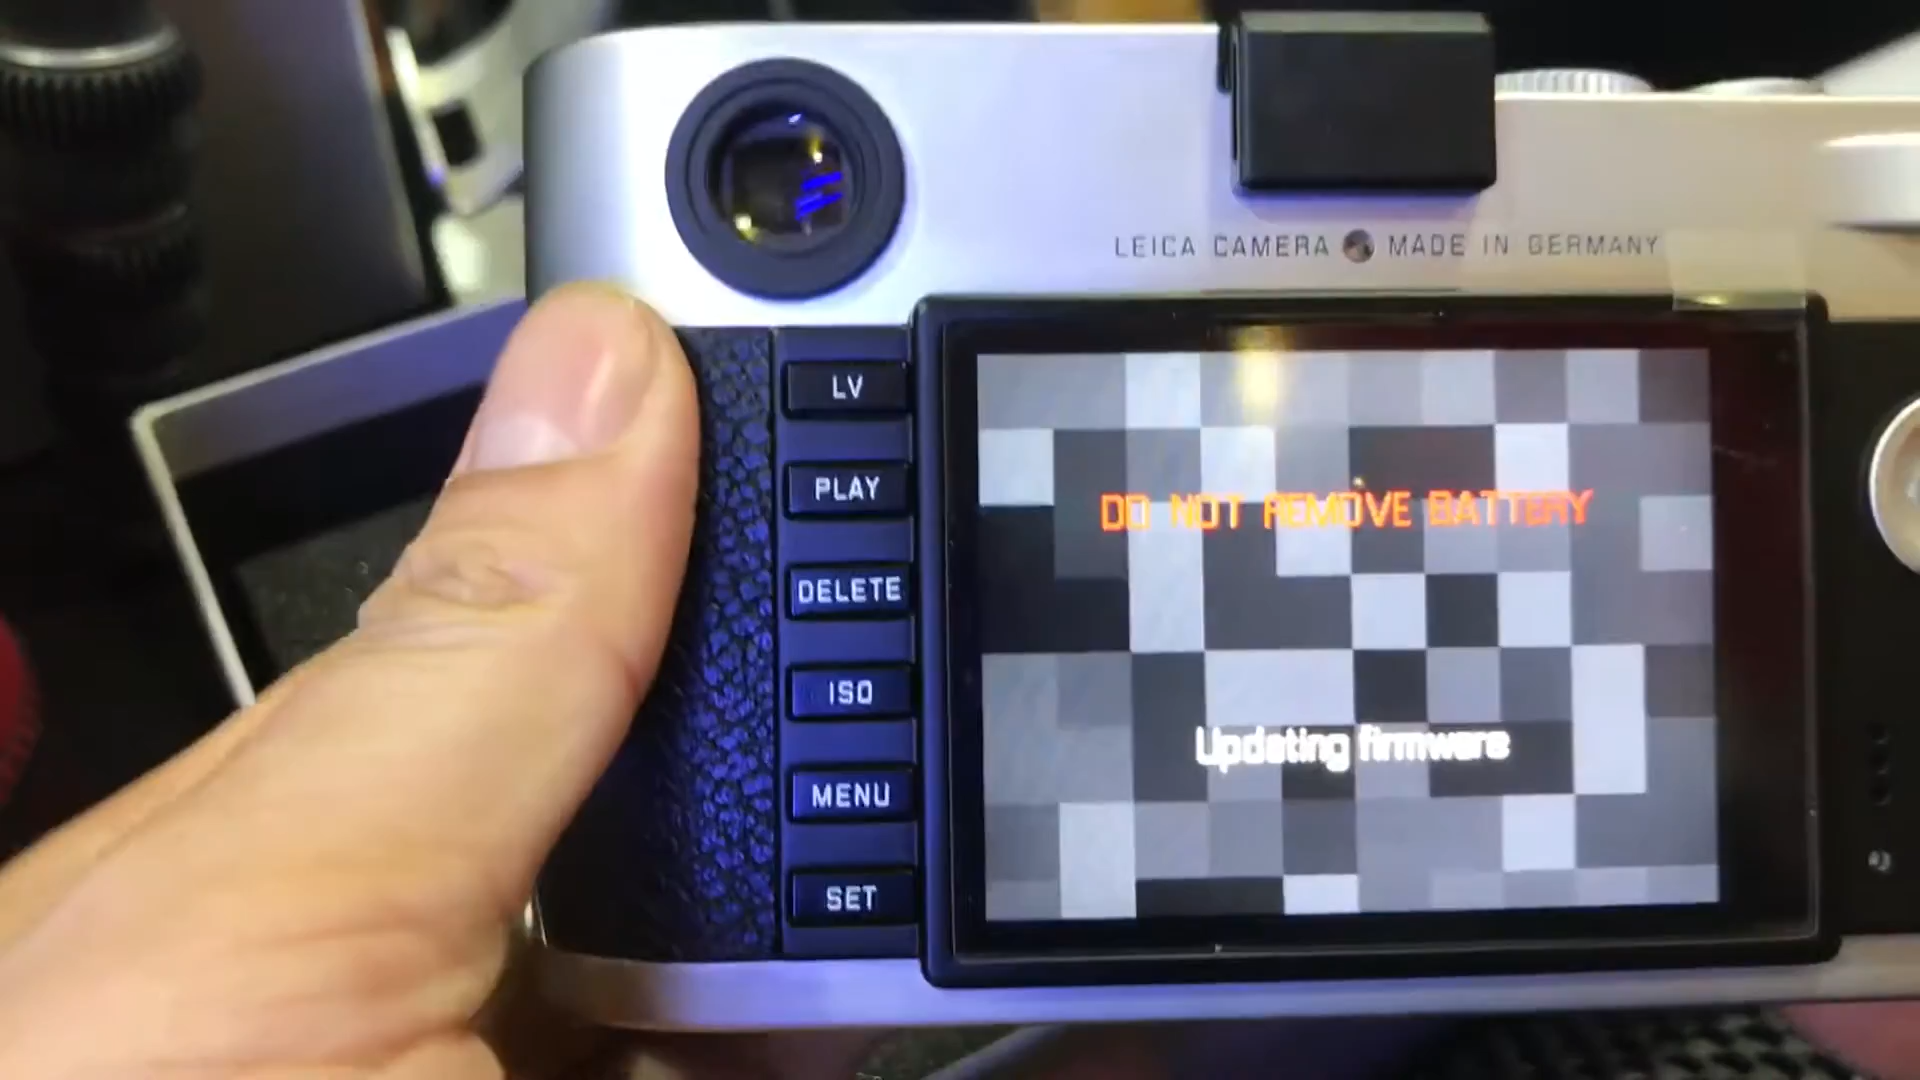 LEICA CAMERA MADE IN GERMANY
LV
PLAY
DELETE
ISO
MENU
SET
DO NOT REMOVE BATTERY
Updating firmware